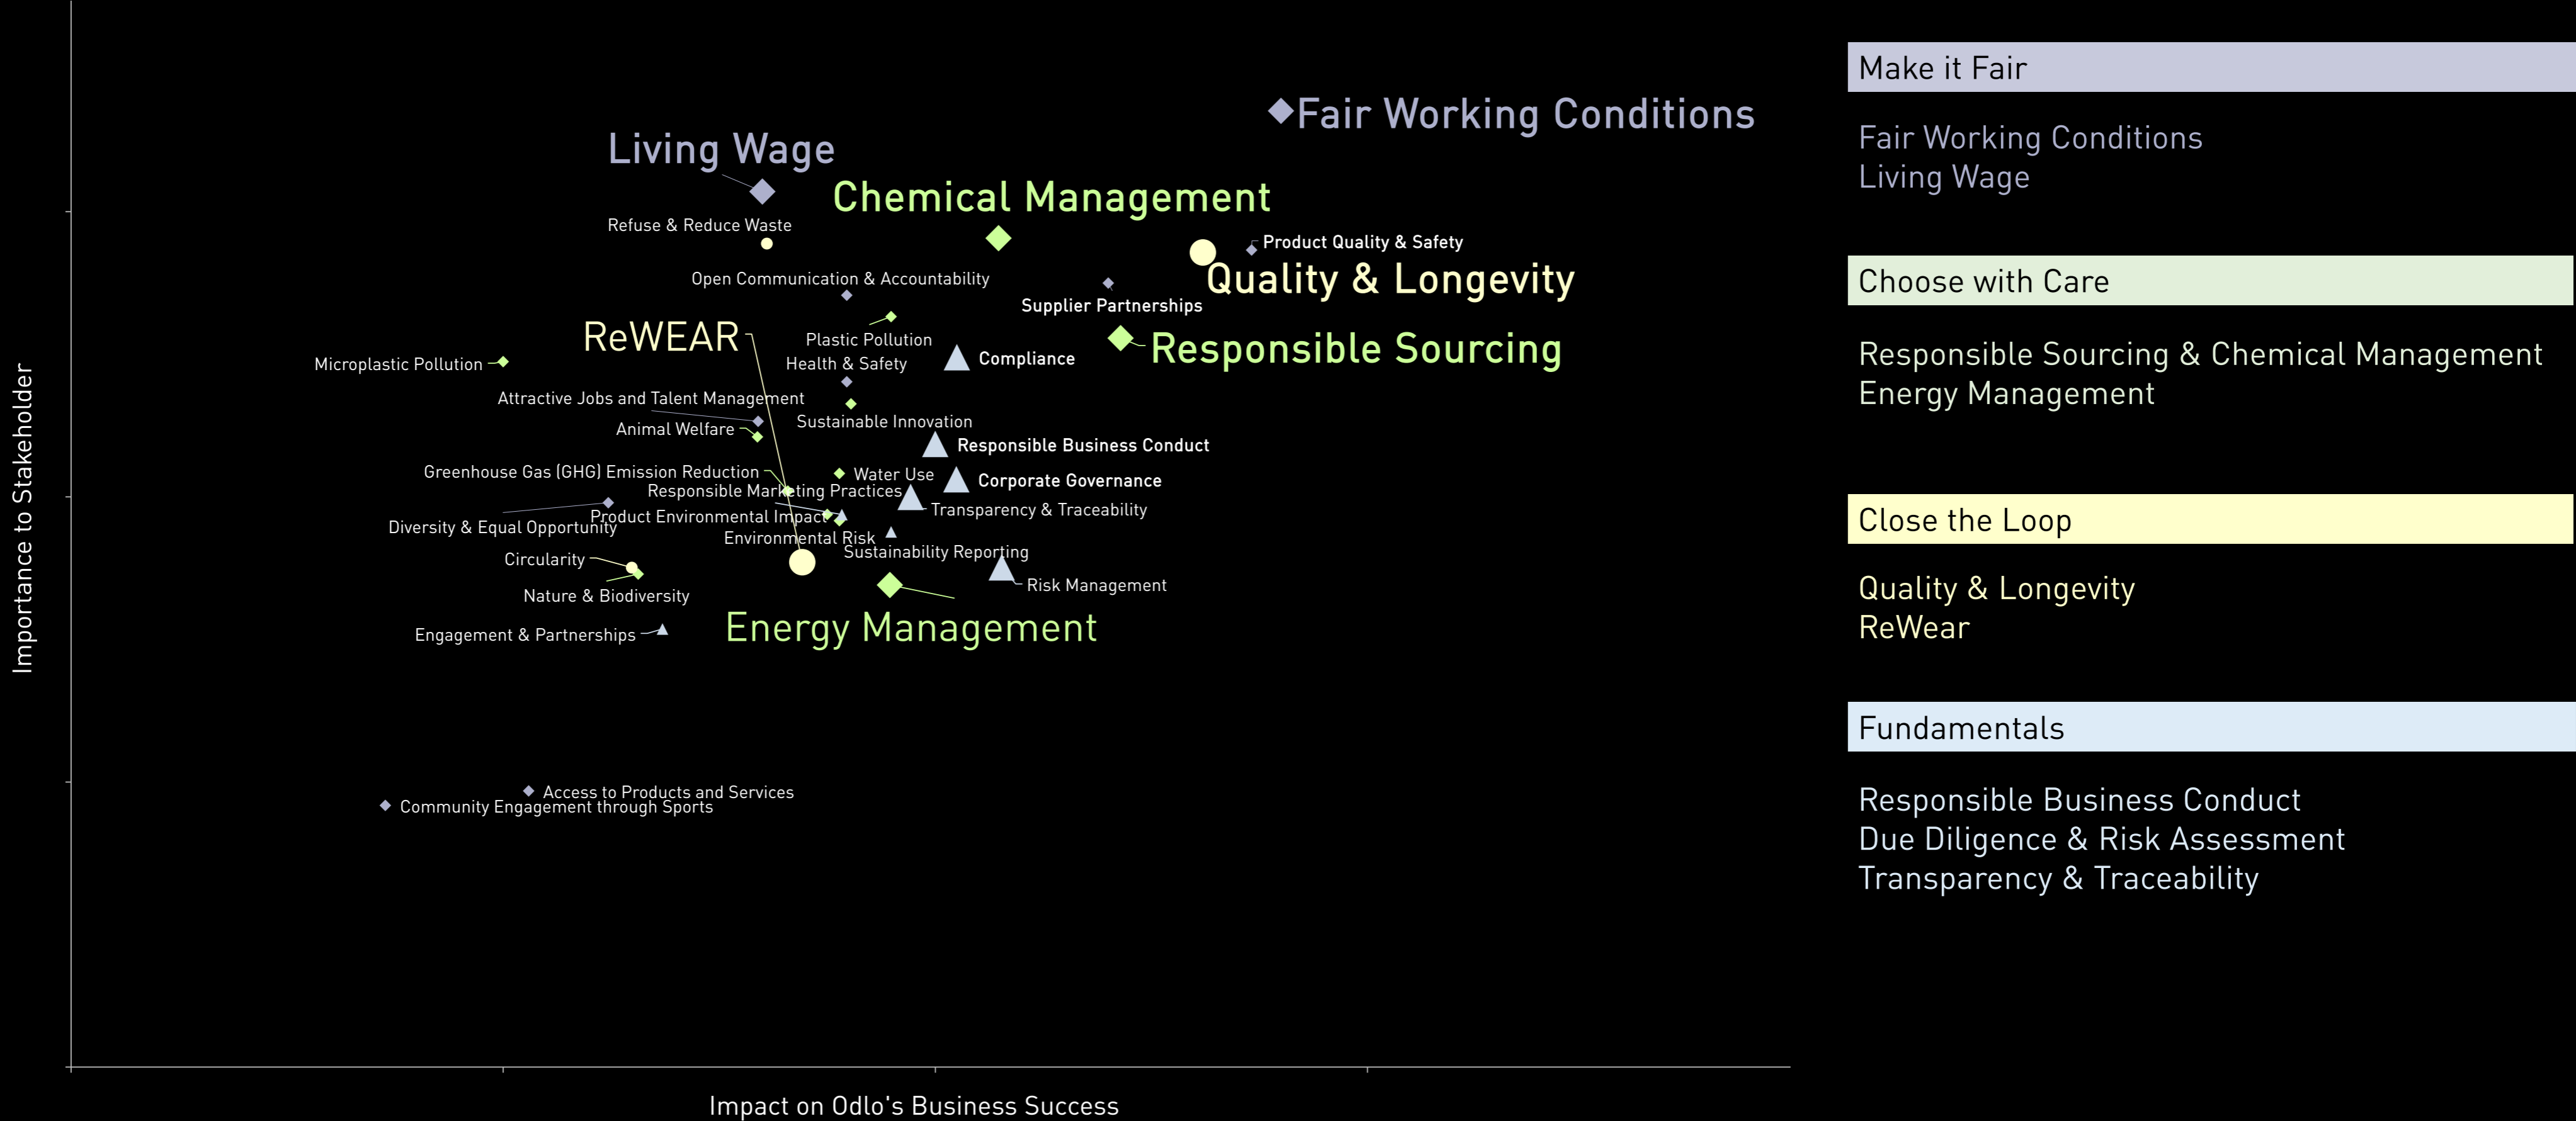 Importance to Stakeholder
Fair Working Conditions
Living Wage
Chemical Management
Refuse & Reduce Waste
Product Quality & Safety
Open Communication & Accountability
Quality & Longevity
Supplier Partnerships
ReWEAR
Plastic Pollution
Responsible Sourcing
Compliance
Microplastic Pollution
Health & Safety
Attractive Jobs and Talent Management
Sustainable Innovation
Animal Welfare
Responsible Business Conduct
Greenhouse Gas (GHG) Emission Reduction
Water Use
Corporate Governance
Responsible Marketing Practices
Transparency & Traceability
Product Environmental Impact
Diversity & Equal Opportunity
Environmental Risk
Sustainability Reporting
Circularity
Risk Management
Nature & Biodiversity
Energy Management
Engagement & Partnerships
Access to Products and Services
Community Engagement through Sports
Impact on Odlo's Business Success
Make it Fair
Fair Working Conditions
Living Wage
Choose with Care
Responsible Sourcing & Chemical Management
Energy Management
Close the Loop
Quality & Longevity
ReWear
Fundamentals
Responsible Business Conduct
Due Diligence & Risk Assessment
Transparency & Traceability